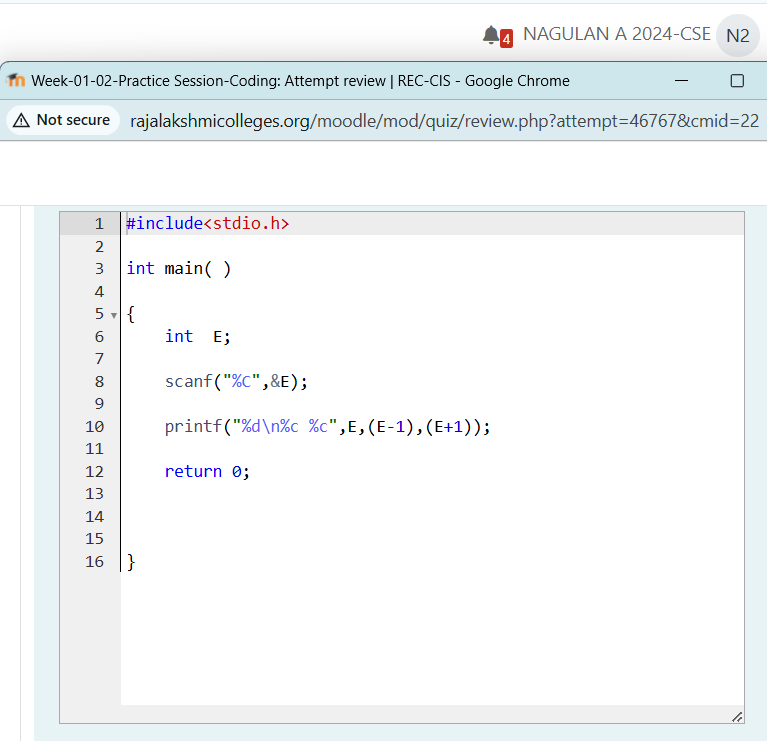 4 NAGULAN A 2024-CSE N2
Week-01-02-Practice Session-Coding: Attempt review | REC-CIS - Google Chrome
Not secure rajalakshmicolleges.org/moodle/mod/quiz/review.php?attempt=46767&cmid=22
1 #include<stdio.h>
2
3 int main( )
4
5 {
6 int  E;
7
8 scanf("%C",&E);
9
10 printf("%d\n%c %c",E,(E-1),(E+1));
11
12 return 0;
13
14
15
16 }